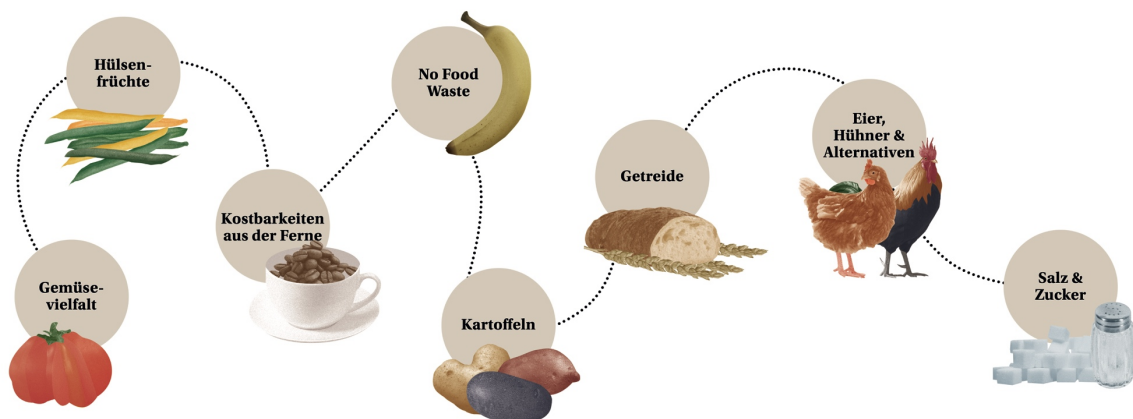 Hülsen-
früchte
No Food
Waste
Eier,
Hühner &
Alternativen
Getreide
Kostbarkeiten
aus der Ferne
Gemüse-
vielfalt
Kartoffeln
Salz &
Zucker